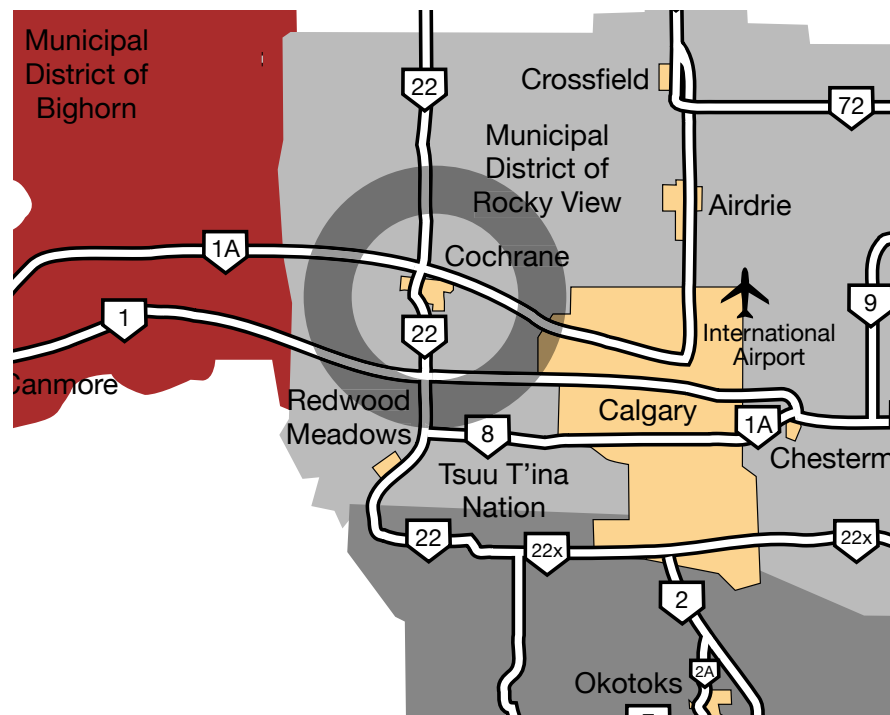 Municipal
District of
Bighorn
22
Crossfield
72
Municipal
District of
Rocky View
Airdrie
1A
Cochrane
1
22
9
International
Airport
Canmore
Redwood
Meadows
Calgary
8
1A
Chesterm
Tsuu T'ina
Nation
22
22x
22x
2
2A
Okotoks